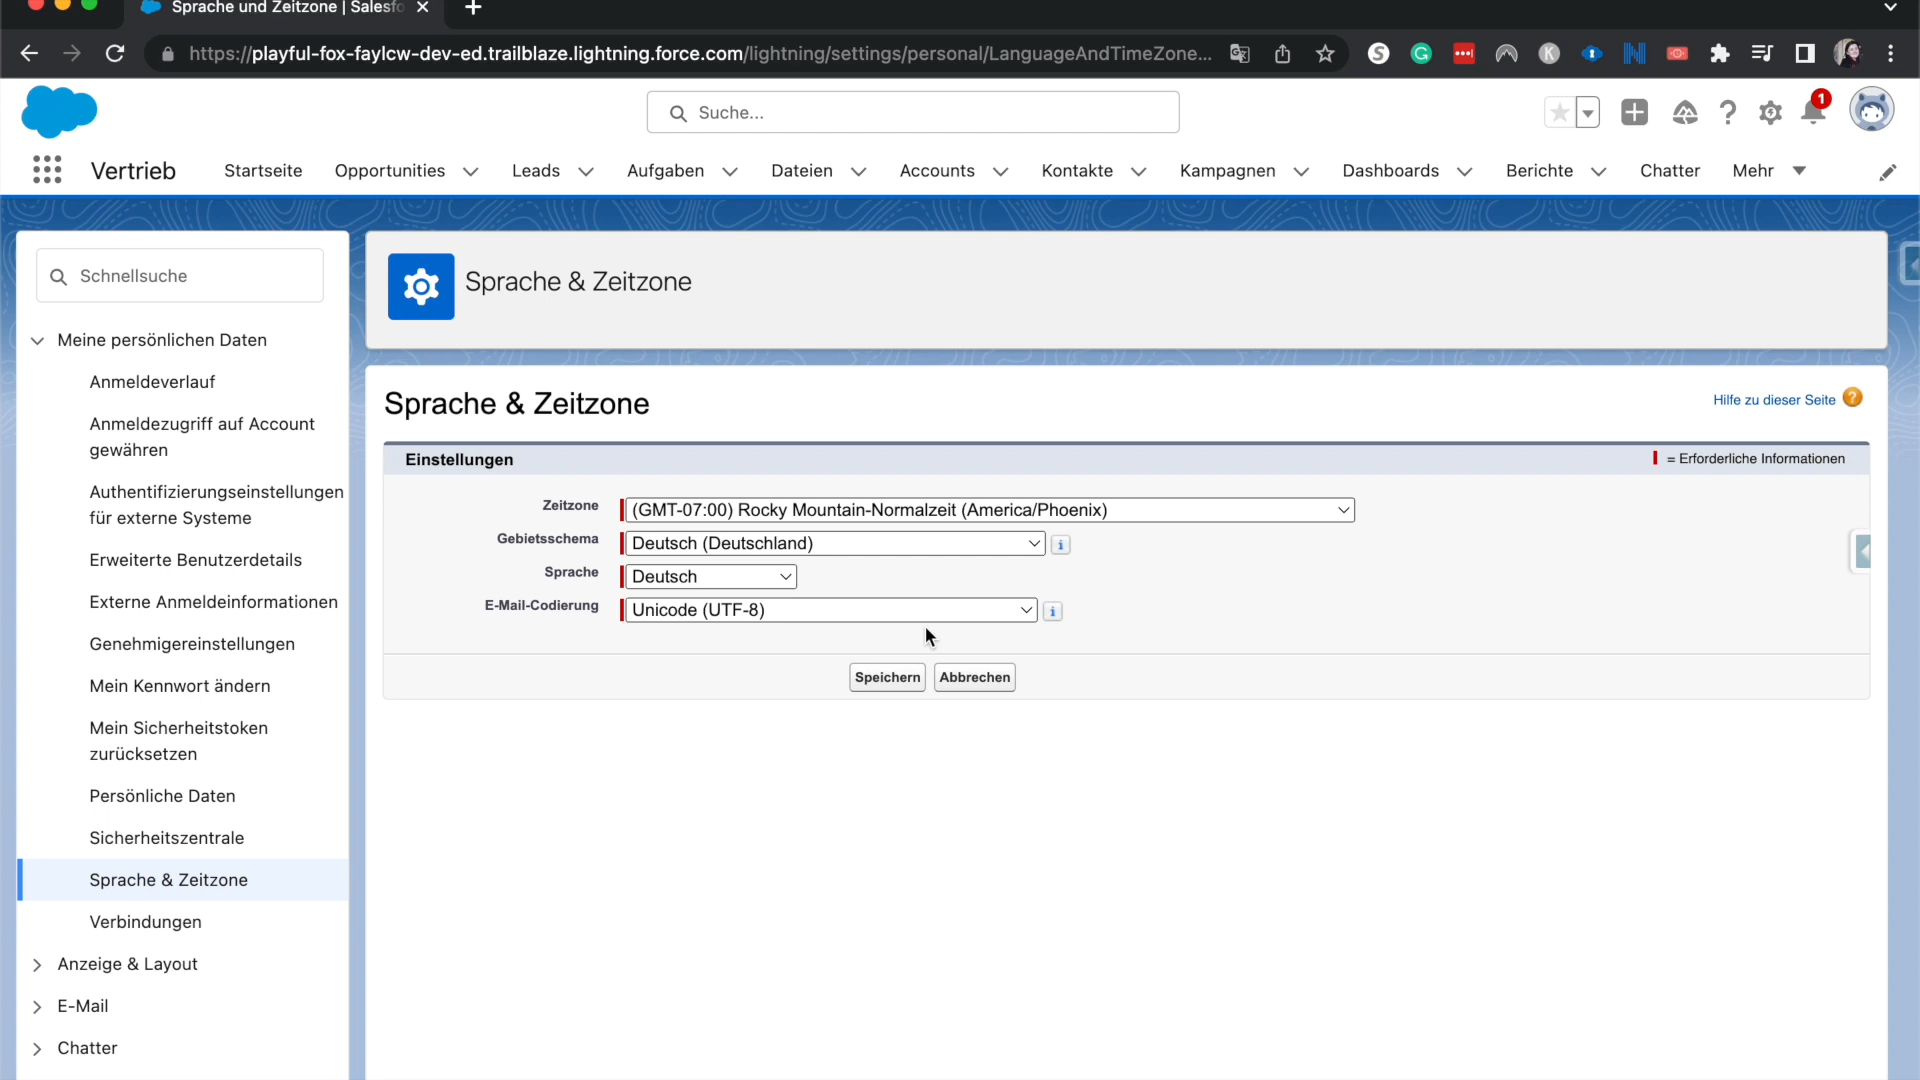 Sprache und Zeitzone | Salesfo
https://playful-fox-faylcw-dev-ed.trailblaze.lightning.force.com/lightning/settings/personal/LanguageAndTimeZone...
Suche...
1
Vertrieb Startseite Opportunities Leads Aufgaben Dateien Accounts Kontakte Kampagnen Dashboards Berichte Chatter Mehr
Schnellsuche
Meine persönlichen Daten
Anmeldeverlauf
Anmeldezugriff auf Account
gewähren
Authentifizierungseinstellungen
für externe Systeme
Erweiterte Benutzerdetails
Externe Anmeldeinformationen
Genehmigereinstellungen
Mein Kennwort ändern
Mein Sicherheitstoken
zurücksetzen
Persönliche Daten
Sicherheitszentrale
Sprache & Zeitzone
Verbindungen
Anzeige & Layout
E-Mail
Chatter
Sprache & Zeitzone
Sprache & Zeitzone
Hilfe zu dieser Seite ?
Einstellungen
= Erforderliche Informationen
Zeitzone (GMT-07:00) Rocky Mountain-Normalzeit (America/Phoenix)
Gebietsschema Deutsch (Deutschland)
Sprache Deutsch
E-Mail-Codierung Unicode (UTF-8)
Speichern Abbrechen